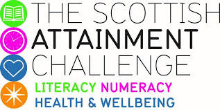 THE SCOTTISH
ATTAINMENT
CHALLENGE
LITERACY NUMERACY
HEALTH & WELLBEING